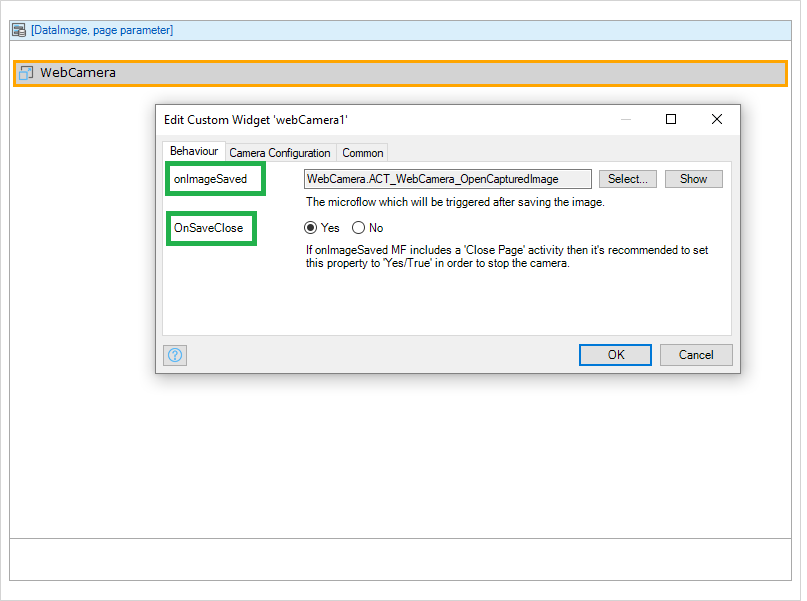 [DataImage, page parameter]
WebCamera
Edit Custom Widget 'webCamera1'
Behaviour Camera Configuration Common
onImageSaved WebCamera.ACT_WebCamera_OpenCapturedImage Select... Show
The microflow which will be triggered after saving the image.
OnSaveClose Yes No
If onImageSaved MF includes a 'Close Page' activity then it's recommended to set
this property to 'Yes/True' in order to stop the camera.
? OK Cancel